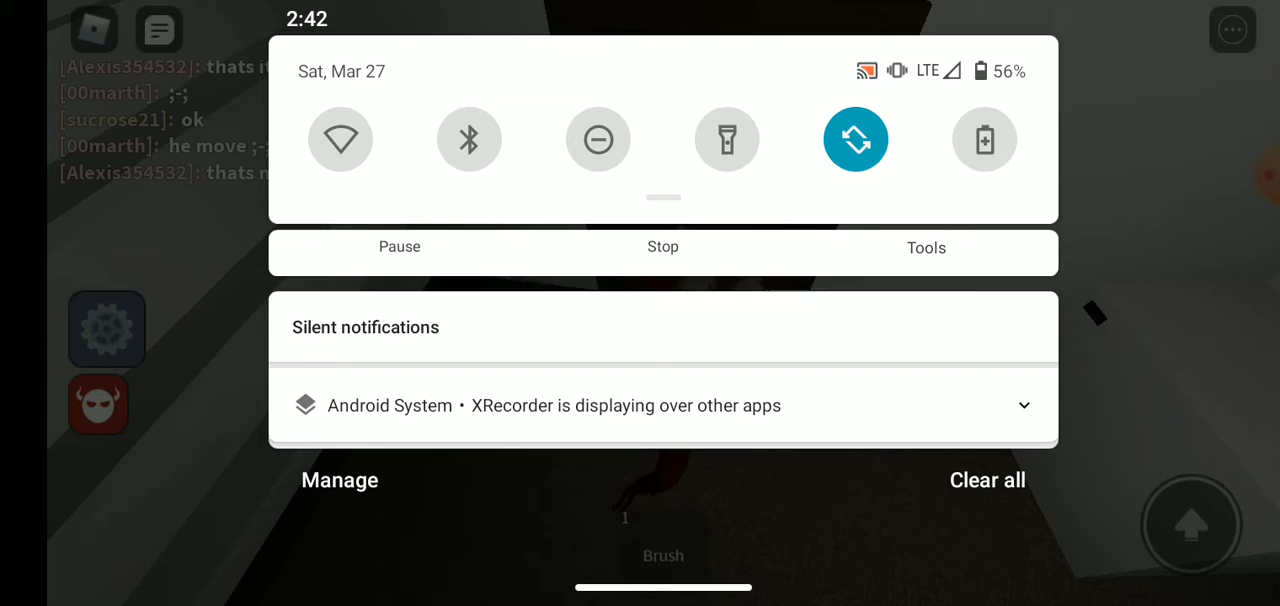 2:42
Sat, Mar 27
LTE
56%
[Alexis354532]: thats
[00marth]: ;-;
[sucrose21]: ok
[00marth]: he move ;-;
[Alexis354532]: thats
Pause
Stop
Tools
Silent notifications
Android System • XRecorder is displaying over other apps
Manage
Clear all
1
Brush